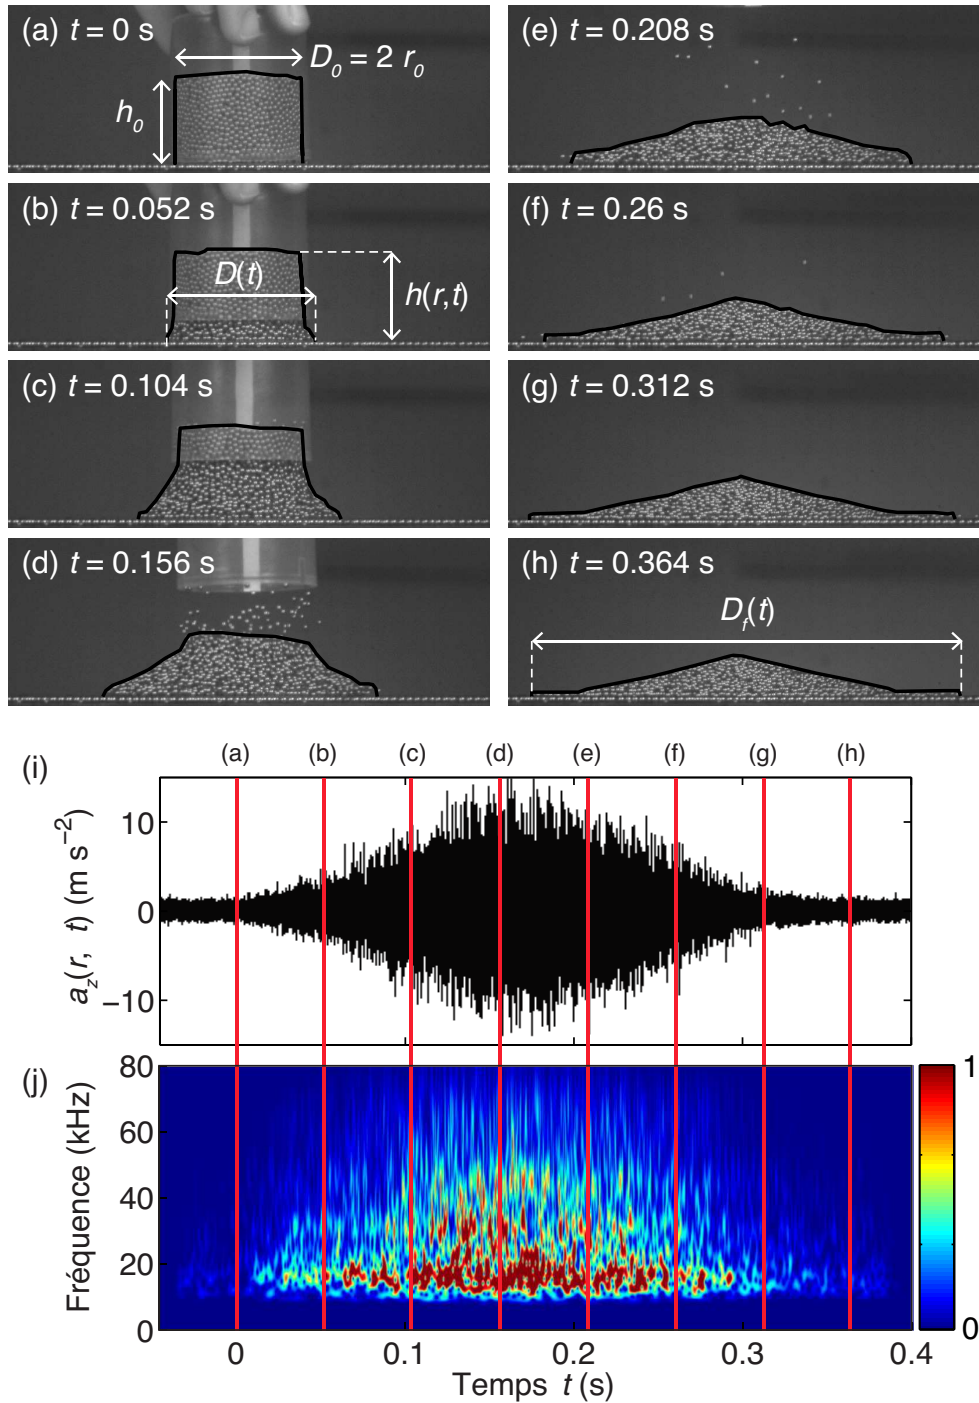 (a) t = 0 s
D₀ = 2 r₀
h₀
(b) t = 0.052 s
D(t)
h(r,t)
(c) t = 0.104 s
(d) t = 0.156 s
(e) t = 0.208 s
(f) t = 0.26 s
(g) t = 0.312 s
(h) t = 0.364 s
D_f(t)
(i)
(a) (b) (c) (d) (e) (f) (g) (h)
a_z(r, t) (m s⁻²)
10
0
−10
(j)
Fréquence (kHz)
80
60
40
20
0
1
0
0 0.1 0.2 0.3 0.4
Temps t (s)